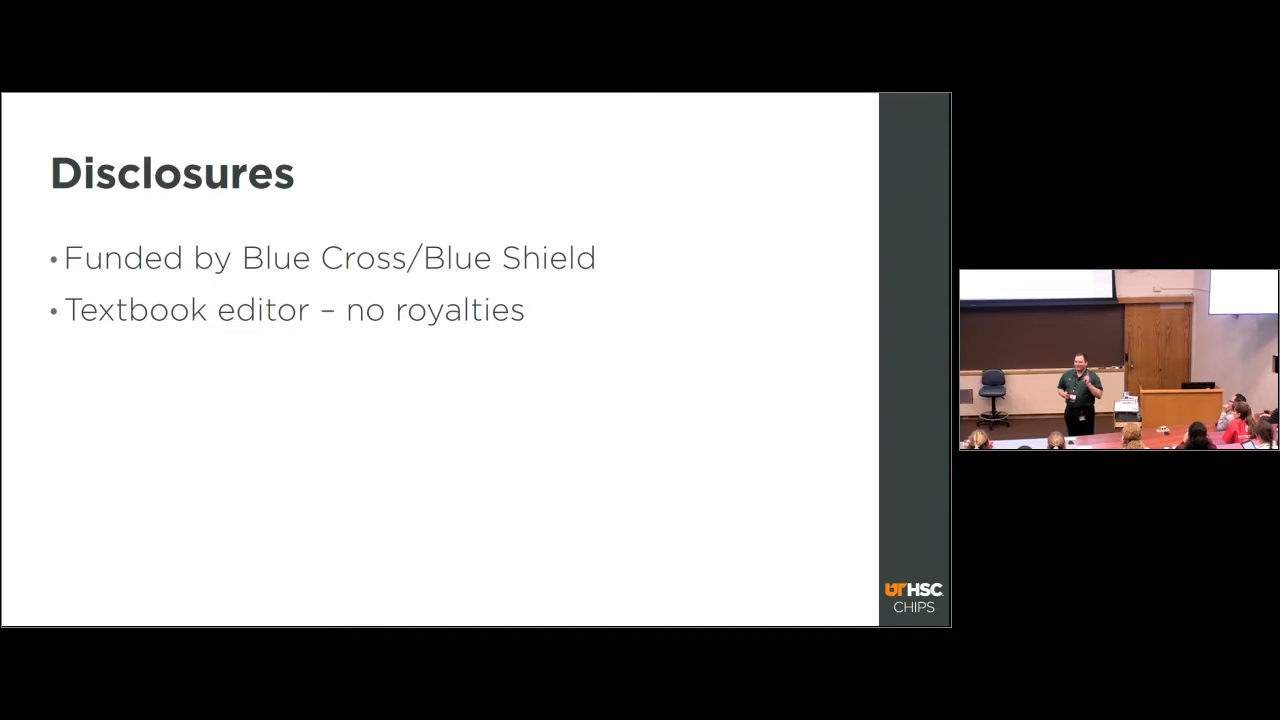 Disclosures
• Funded by Blue Cross/Blue Shield
• Textbook editor – no royalties
UTHSC
CHIPS